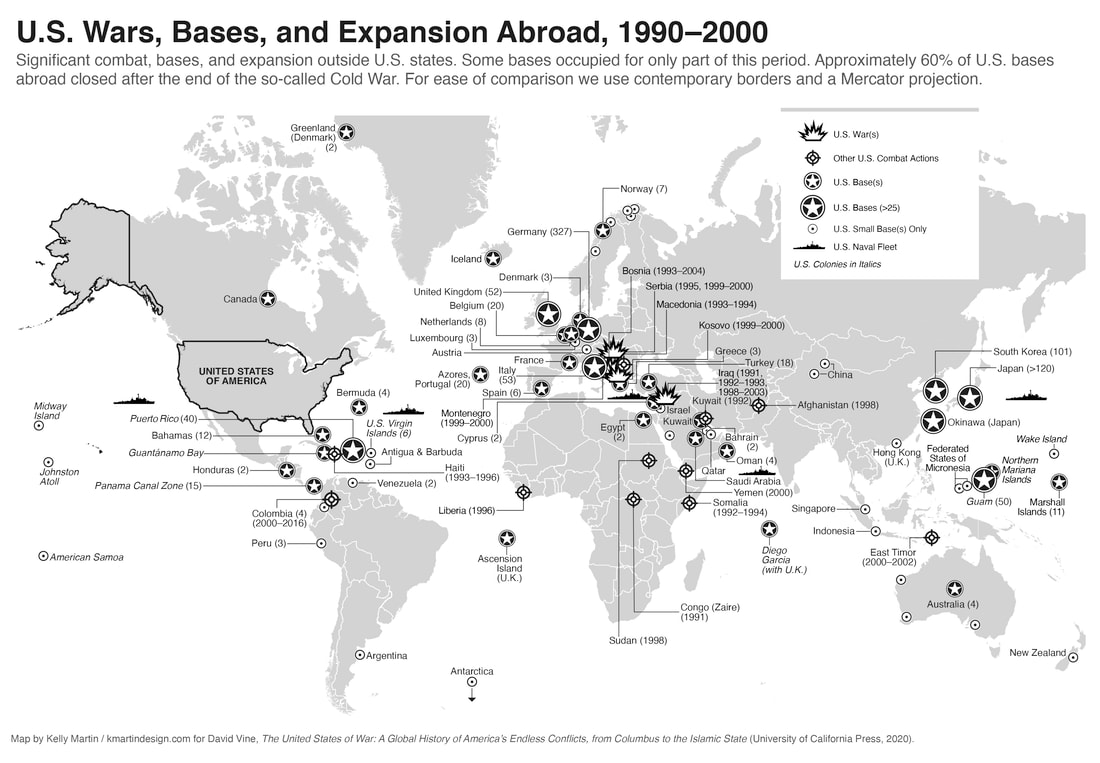 U.S. Wars, Bases, and Expansion Abroad, 1990–2000
Significant combat, bases, and expansion outside U.S. states. Some bases occupied for only part of this period. Approximately 60% of U.S. bases
abroad closed after the end of the so-called Cold War. For ease of comparison we use contemporary borders and a Mercator projection.
U.S. War(s)
Other U.S. Combat Actions
U.S. Base(s)
U.S. Bases (>25)
U.S. Small Base(s) Only
U.S. Naval Fleet
U.S. Colonies in Italics
Greenland
(Denmark)
(2)
Norway (7)
Germany (327)
Iceland
Denmark (3)
Canada
United Kingdom (52)
Belgium (20)
Netherlands (8)
Luxembourg (3)
Austria
France
Azores,
Portugal (20)
Italy
(53)
Spain (6)
Montenegro
(1999–2000)
Cyprus (2)
Bosnia (1993–2004)
Serbia (1995, 1999–2000)
Macedonia (1993–1994)
Kosovo (1999–2000)
Greece (3)
Turkey (18)
Iraq (1991,
1992–1993,
1998–2003)
Kuwait (1992)
Israel
Kuwait
Egypt
(2)
Bahrain
(2)
Oman (4)
Qatar
Saudi Arabia
Yemen (2000)
Somalia
(1992–1994)
Afghanistan (1998)
China
South Korea (101)
Japan (>120)
Okinawa (Japan)
Wake Island
Hong Kong
(U.K.)
Federated
States of
Micronesia
Northern
Mariana
Islands
Guam (50)
Marshall
Islands (11)
Singapore
Indonesia
East Timor
(2000–2002)
Australia (4)
New Zealand
Diego
Garcia
(with U.K.)
Congo (Zaire)
(1991)
Sudan (1998)
Liberia (1996)
Ascension
Island
(U.K.)
Antarctica
Argentina
UNITED STATES
OF AMERICA
Midway
Island
Johnston
Atoll
American Samoa
Bermuda (4)
Puerto Rico (40)
U.S. Virgin
Islands (6)
Bahamas (12)
Guantánamo Bay
Antigua & Barbuda
Honduras (2)
Haiti
(1993–1996)
Panama Canal Zone (15)
Venezuela (2)
Colombia (4)
(2000–2016)
Peru (3)
Map by Kelly Martin / kmartindesign.com for David Vine, The United States of War: A Global History of America's Endless Conflicts, from Columbus to the Islamic State (University of California Press, 2020).